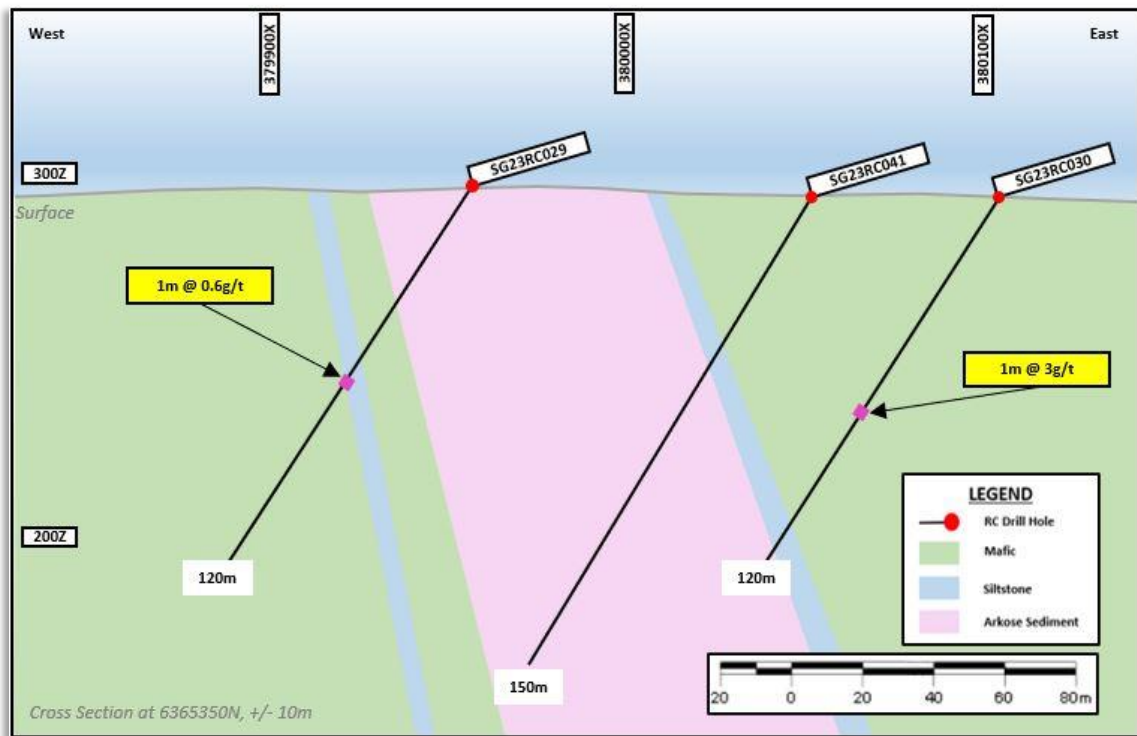 West
379900X
380000X
380100X
East
300Z
SG23RC029
SG23RC041
SG23RC030
Surface
1m @ 0.6g/t
1m @ 3g/t
200Z
120m
150m
120m
LEGEND
RC Drill Hole
Mafic
Siltstone
Arkose Sediment
20 0 20 40 60 80m
Cross Section at 6365350N, +/- 10m